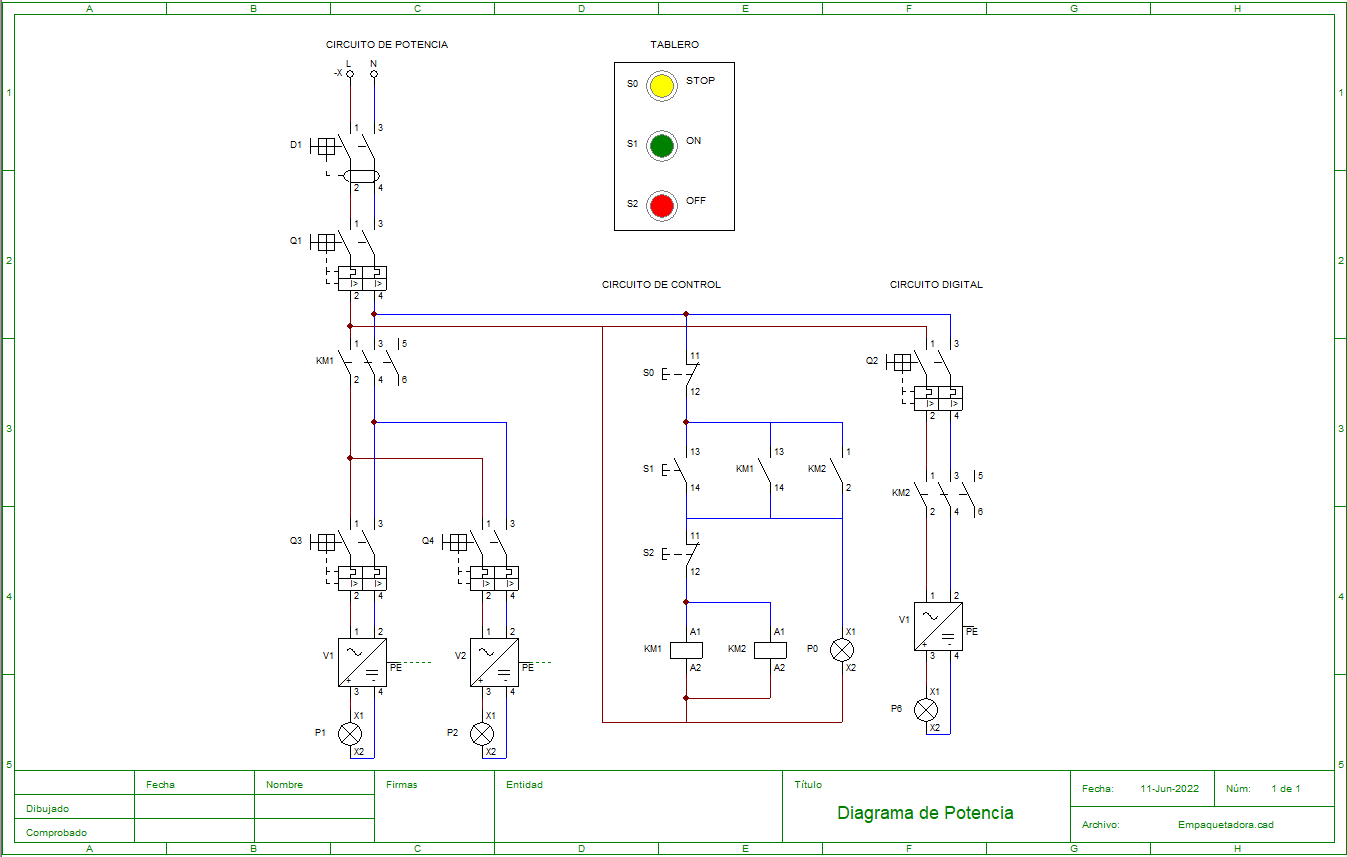 A B C D E F G H
CIRCUITO DE POTENCIA
TABLERO
L N
-X
S0 STOP
1 1
1 3
D1
S1 ON
2 4
S2 OFF
1 3
Q1
2 2
I> I>
2 4
CIRCUITO DE CONTROL
CIRCUITO DIGITAL
1 3 5
KM1
2 4 6
11
S0
12
1 3
Q2
I> I>
2 4
3 3
13 13 1
S1 KM1 KM2
14 14 2
1 3 5
KM2
2 4 6
1 3
Q3
I> I>
2 4
1 3
Q4
I> I>
2 4
11
S2
12
4 4
1 2
V1
PE
+ -
3 4
1 2
V2
PE
+ -
3 4
A1 A1 X1
KM1 KM2 P0
A2 A2 X2
1 2
V1
PE
+ -
3 4
X1
P1
X2
X1
P2
X2
X1
P6
X2
5 5
Fecha Nombre Firmas Entidad Título
Dibujado
Comprobado
Diagrama de Potencia
Fecha: 11-Jun-2022 Núm: 1 de 1
Archivo: Empaquetadora.cad
A B C D E F G H